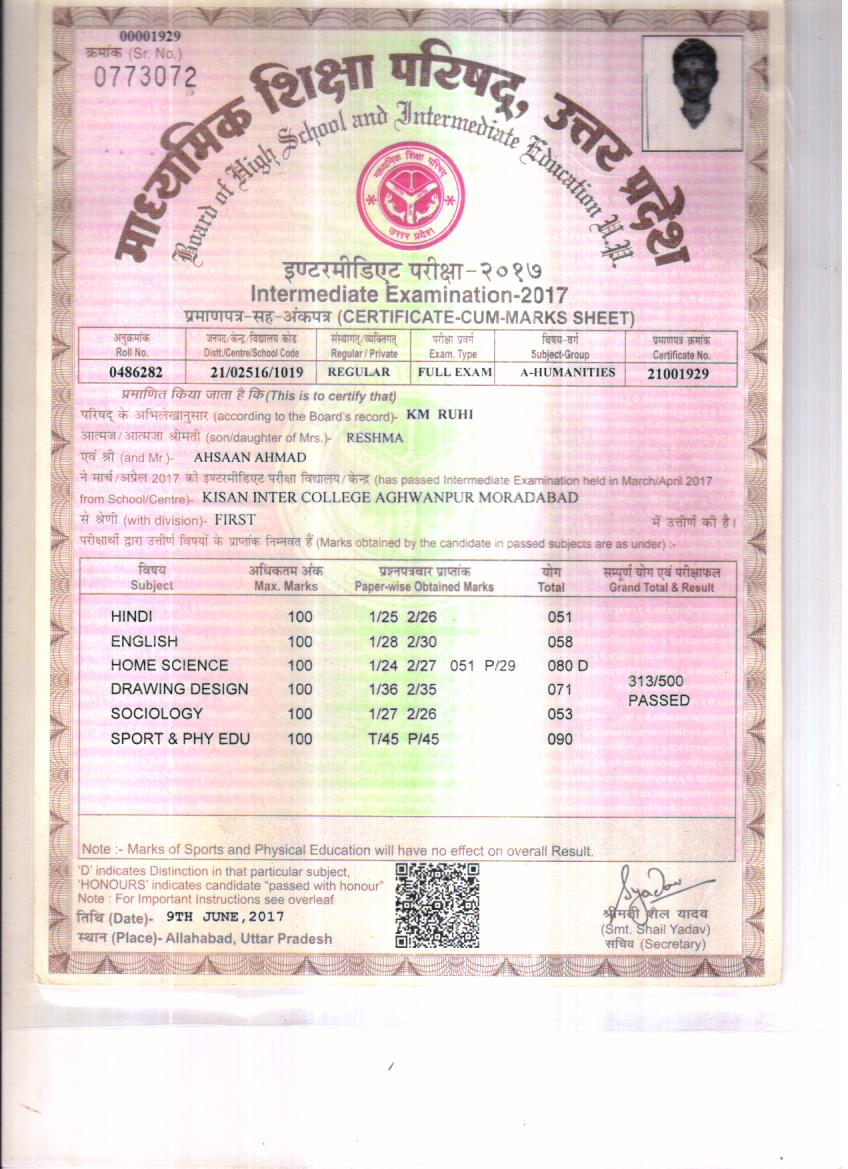 00001929
क्रमांक (Sr. No.)
0773072
माध्यमिक शिक्षा परिषद्, उत्तर प्रदेश
Board of High School and Intermediate Education U.P.
माध्यमिक शिक्षा परिषद
उत्तर प्रदेश
इण्टरमीडिएट परीक्षा-२०१७
Intermediate Examination-2017
प्रमाणपत्र-सह-अंकपत्र (CERTIFICATE-CUM-MARKS SHEET)
अनुक्रमांक जनपद/केन्द्र/विद्यालय कोड संस्थागत/व्यक्तिगत परीक्षा प्रवर्ग विषय-वर्ग प्रमाणपत्र क्रमांक
Roll No. Distt./Centre/School Code Regular / Private Exam. Type Subject-Group Certificate No.
0486282 21/02516/1019 REGULAR FULL EXAM A-HUMANITIES 21001929
प्रमाणित किया जाता है कि(This is to certify that)
परिषद् के अभिलेखानुसार (according to the Board's record)- KM RUHI
आत्मज/आत्मजा श्रीमती (son/daughter of Mrs.)- RESHMA
एवं श्री (and Mr.)- AHSAAN AHMAD
ने मार्च/अप्रैल 2017 की इण्टरमीडिएट परीक्षा विद्यालय/केन्द्र (has passed Intermediate Examination held in March/April 2017
from School/Centre)- KISAN INTER COLLEGE AGHWANPUR MORADABAD
से श्रेणी (with division)- FIRST में उत्तीर्ण की है।
परीक्षार्थी द्वारा उत्तीर्ण विषयों के प्राप्तांक निम्नवत हैं (Marks obtained by the candidate in passed subjects are as under) :-
विषय अधिकतम अंक प्रश्नपत्रवार प्राप्तांक योग सम्पूर्ण योग एवं परीक्षाफल
Subject Max. Marks Paper-wise Obtained Marks Total Grand Total & Result
HINDI 100 1/25 2/26 051
ENGLISH 100 1/28 2/30 058
HOME SCIENCE 100 1/24 2/27 051 P/29 080 D
313/500
DRAWING DESIGN 100 1/36 2/35 071
PASSED
SOCIOLOGY 100 1/27 2/26 053
SPORT & PHY EDU 100 T/45 P/45 090
Note :- Marks of Sports and Physical Education will have no effect on overall Result.
'D' indicates Distinction in that particular subject,
'HONOURS' indicates candidate "passed with honour"
Note : For Important Instructions see overleaf
तिथि (Date)- 9TH JUNE,2017
स्थान (Place)- Allahabad, Uttar Pradesh
Syadav
श्रीमती शैल यादव
(Smt. Shail Yadav)
सचिव (Secretary)